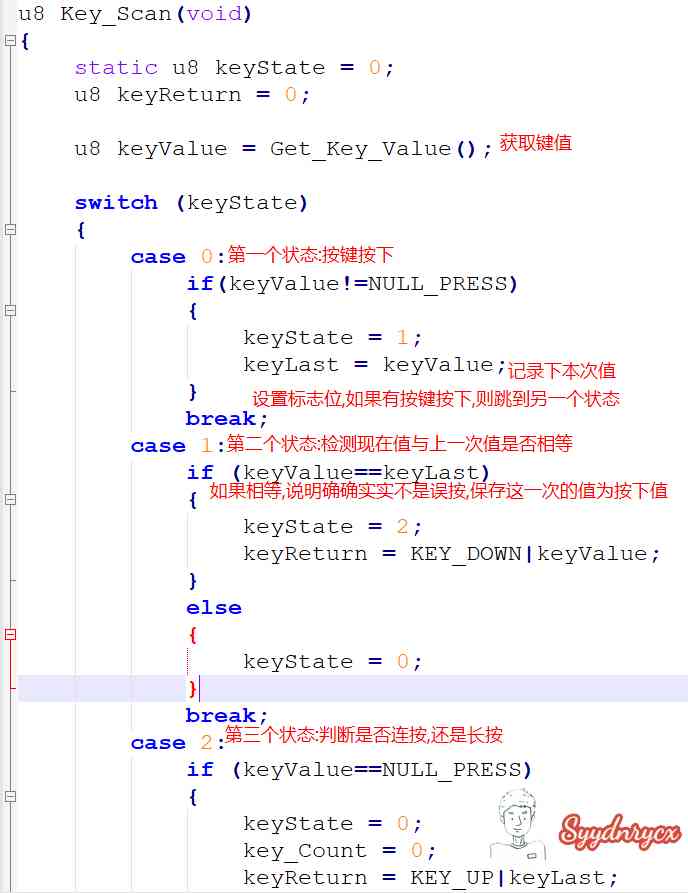 u8 Key_Scan(void)
{
static u8 keyState = 0;
u8 keyReturn = 0;
u8 keyValue = Get_Key_Value(); 获取键值
switch (keyState)
{
case 0:第一个状态:按键按下
if(keyValue!=NULL_PRESS)
{
keyState = 1;
keyLast = keyValue;记录下本次值
}
设置标志位,如果有按键按下,则跳到另一个状态
break;
case 1:第二个状态:检测现在值与上一次值是否相等
if (keyValue==keyLast)
{ 如果相等,说明确确实实不是误按,保存这一次的值为按下值
keyState = 2;
keyReturn = KEY_DOWN|keyValue;
}
else
{
keyState = 0;
}
break;
case 2:第三个状态:判断是否连按,还是长按
if (keyValue==NULL_PRESS)
{
keyState = 0;
key_Count = 0;
keyReturn = KEY_UP|keyLast;
Syydnrycx